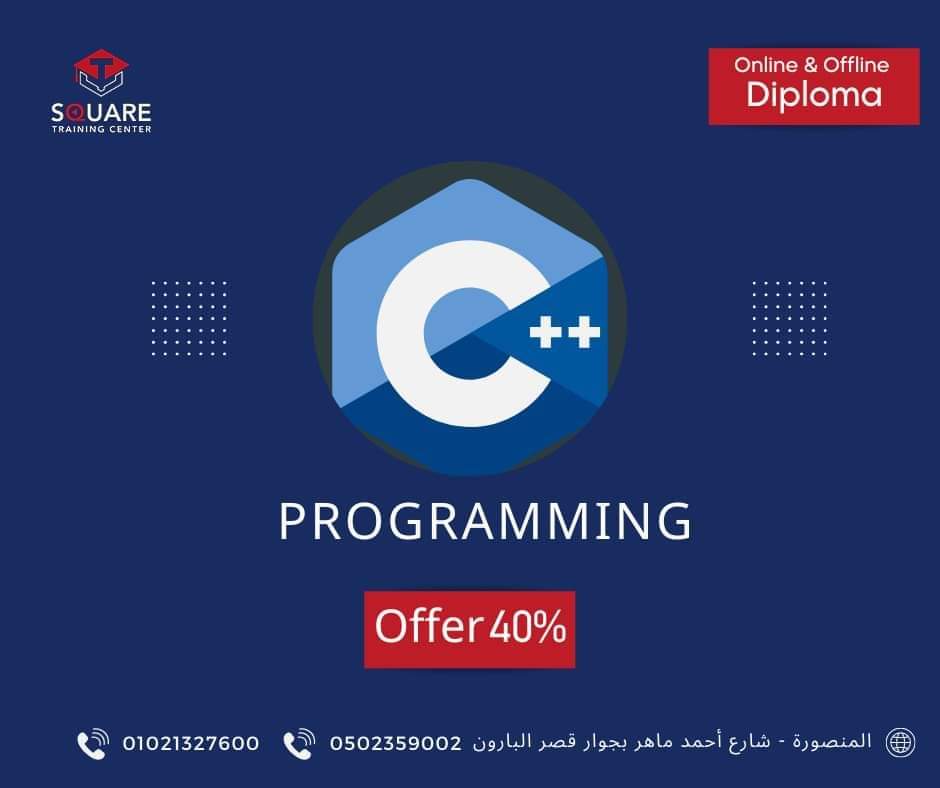 T
SQUARE
TRAINING CENTER
Online & Offline
Diploma
C++
PROGRAMMING
Offer 40%
01021327600
0502359002
المنصورة - شارع أحمد ماهر بجوار قصر البارون